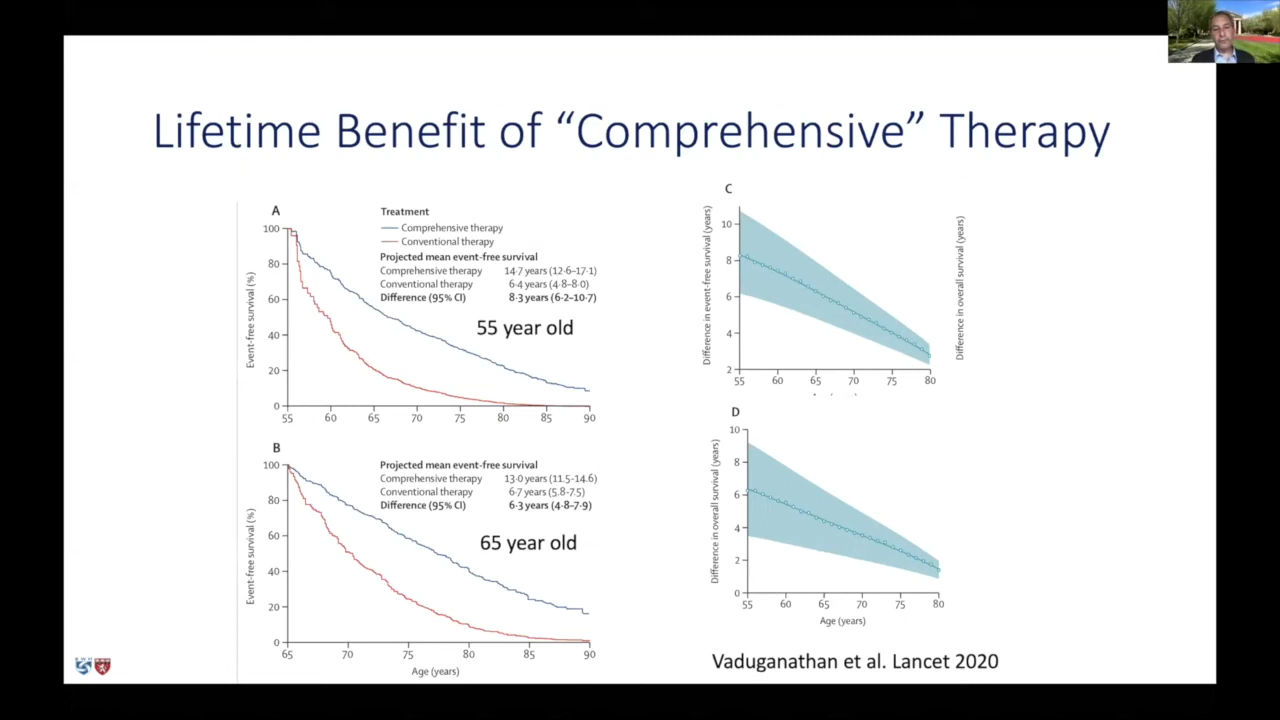 Lifetime Benefit of “Comprehensive” Therapy
A
Treatment
Comprehensive therapy
Conventional therapy
Projected mean event-free survival
Comprehensive therapy 14·7 years (12·6–17·1)
Conventional therapy 6·4 years (4·8–8·0)
Difference (95% CI) 8·3 years (6·2–10·7)
55 year old
Event-free survival (%)
100
80
60
40
20
0
55 60 65 70 75 80 85 90
B
Projected mean event-free survival
Comprehensive therapy 13·0 years (11.5-14.6)
Conventional therapy 6·7 years (5.8–7.5)
Difference (95% CI) 6·3 years (4·8–7·9)
65 year old
Event-free survival (%)
100
80
60
40
20
0
65 70 75 80 85 90
Age (years)
C
Difference in event-free survival (years)
10
8
6
4
2
55 60 65 70 75 80
Difference in overall survival (years)
D
Difference in overall survival (years)
10
8
6
4
2
0
55 60 65 70 75 80
Age (years)
Vaduganathan et al. Lancet 2020